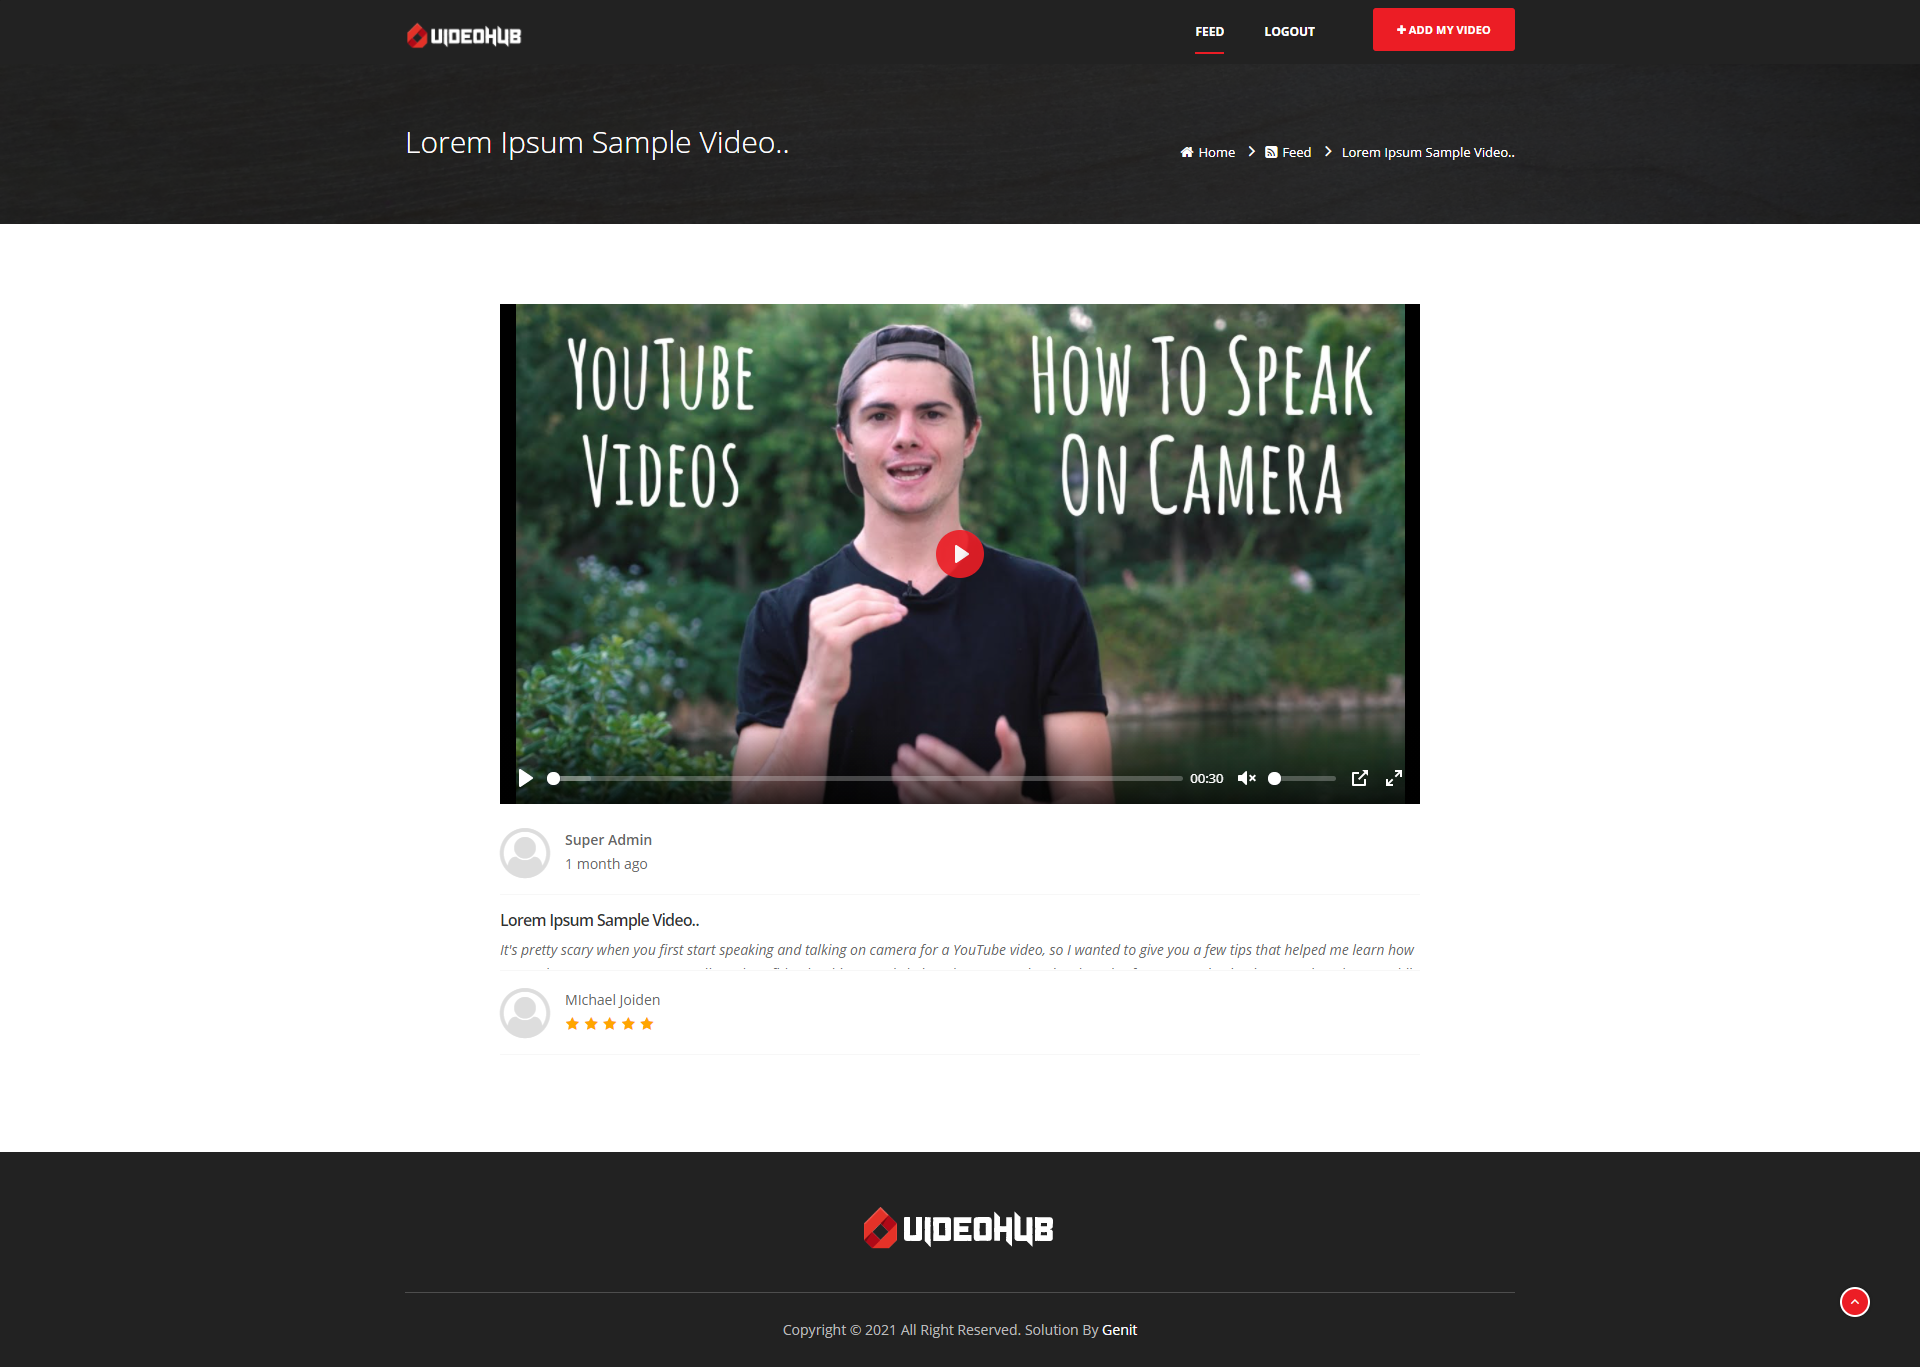 VIDEOHUB
FEED
LOGOUT
ADD MY VIDEO
Lorem Ipsum Sample Video..
Home
Feed
Lorem Ipsum Sample Video..
YouTube
Videos
How To Speak
On Camera
00:30
Super Admin
1 month ago
Lorem Ipsum Sample Video..
It's pretty scary when you first start speaking and talking on camera for a YouTube video, so I wanted to give you a few tips that helped me learn how
MIchael Joiden
VIDEOHUB
Copyright © 2021 All Right Reserved. Solution By Genit